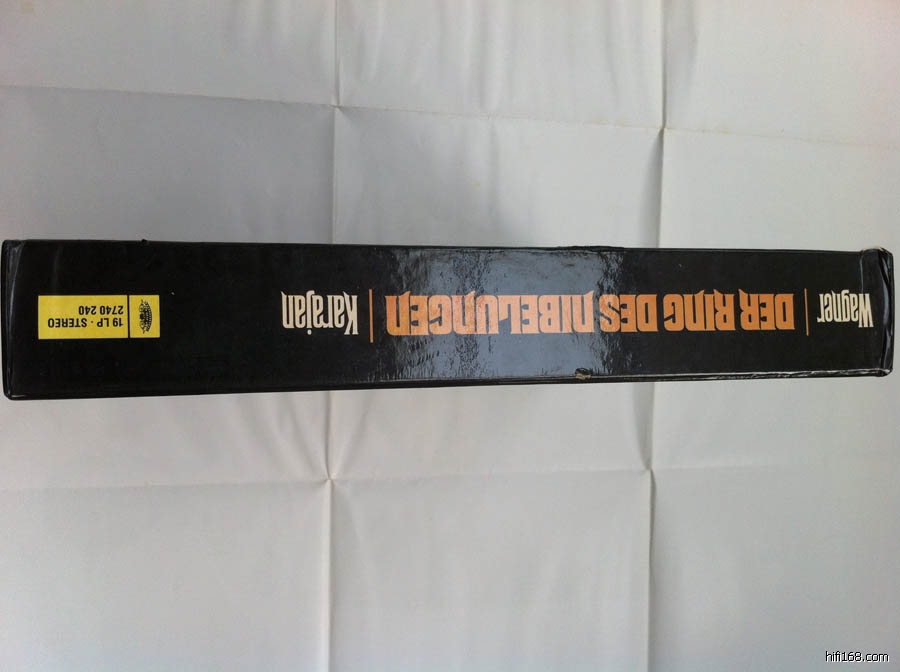 Wagner
DER RING DES NIBELUNGEN
Karajan
19 LP · STEREO
2740 240
hifi168.com